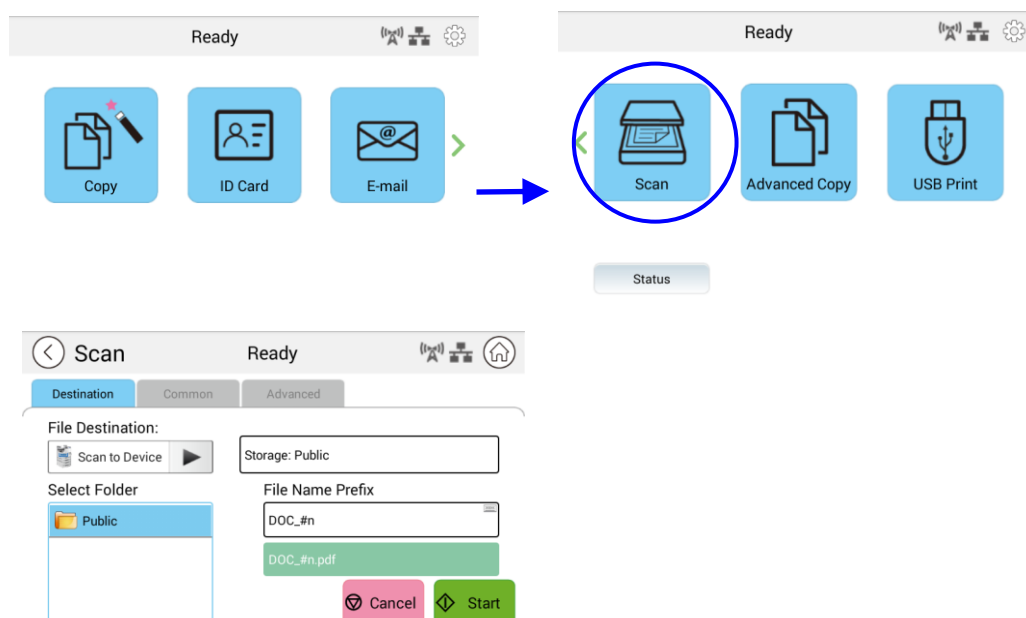 Ready
Copy
ID Card
E-mail
@
Ready
Scan
Advanced Copy
USB Print
Status
Scan
Ready
Destination
Common
Advanced
File Destination:
Scan to Device
Storage: Public
Select Folder
File Name Prefix
Public
DOC_#n
DOC_#n.pdf
Cancel
Start